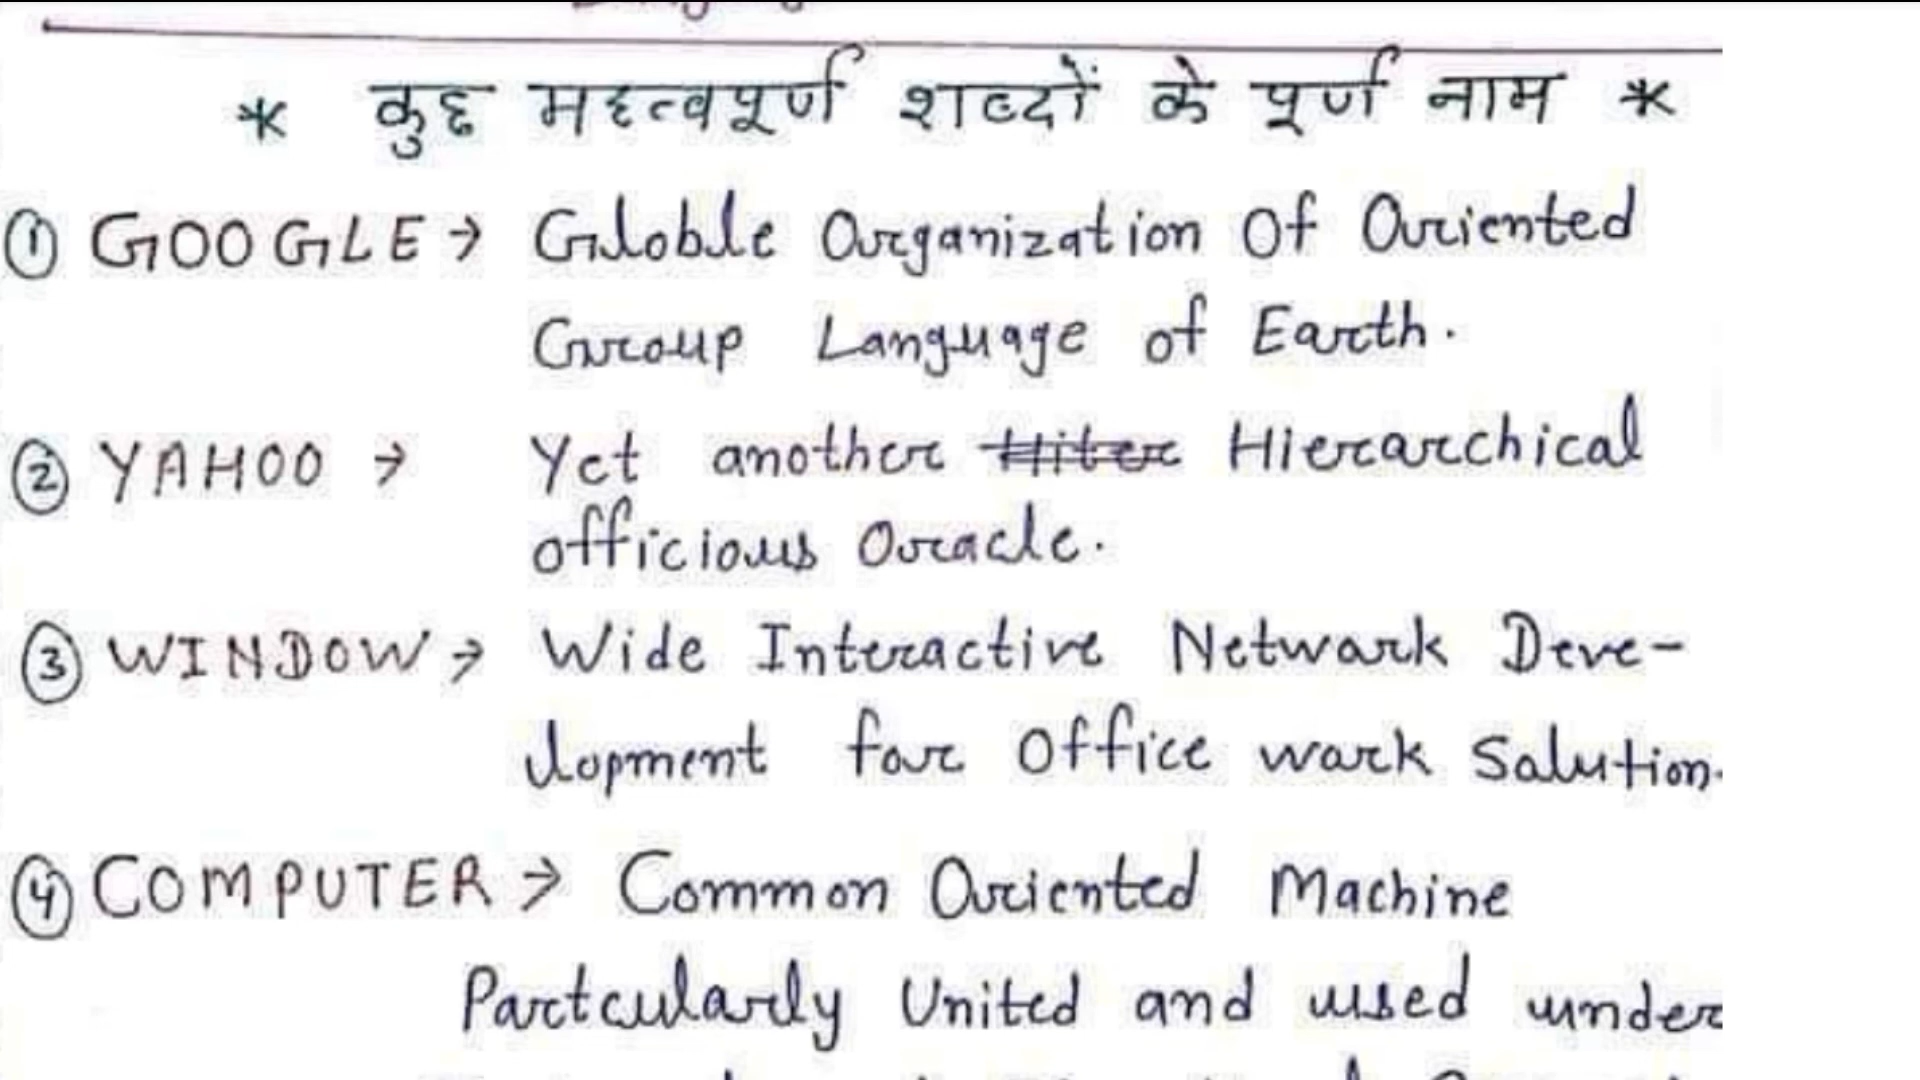 * कुछ महत्वपूर्ण शब्दों के पूर्ण नाम *
① GOOGLE → Globle Organization Of Oriented
Group Language of Earth.
② YAHOO → Yet another Hierarchical
officious Oracle.
③ WINDOW → Wide Interactive Network Deve-
lopment for Office work Solution.
④ COMPUTER → Common Oriented Machine
Partcularly United and used under